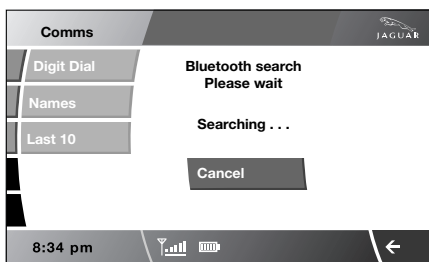 Comms
JAGUAR
Digit Dial
Names
Last 10
Bluetooth search
Please wait
Searching . . .
Cancel
8:34 pm